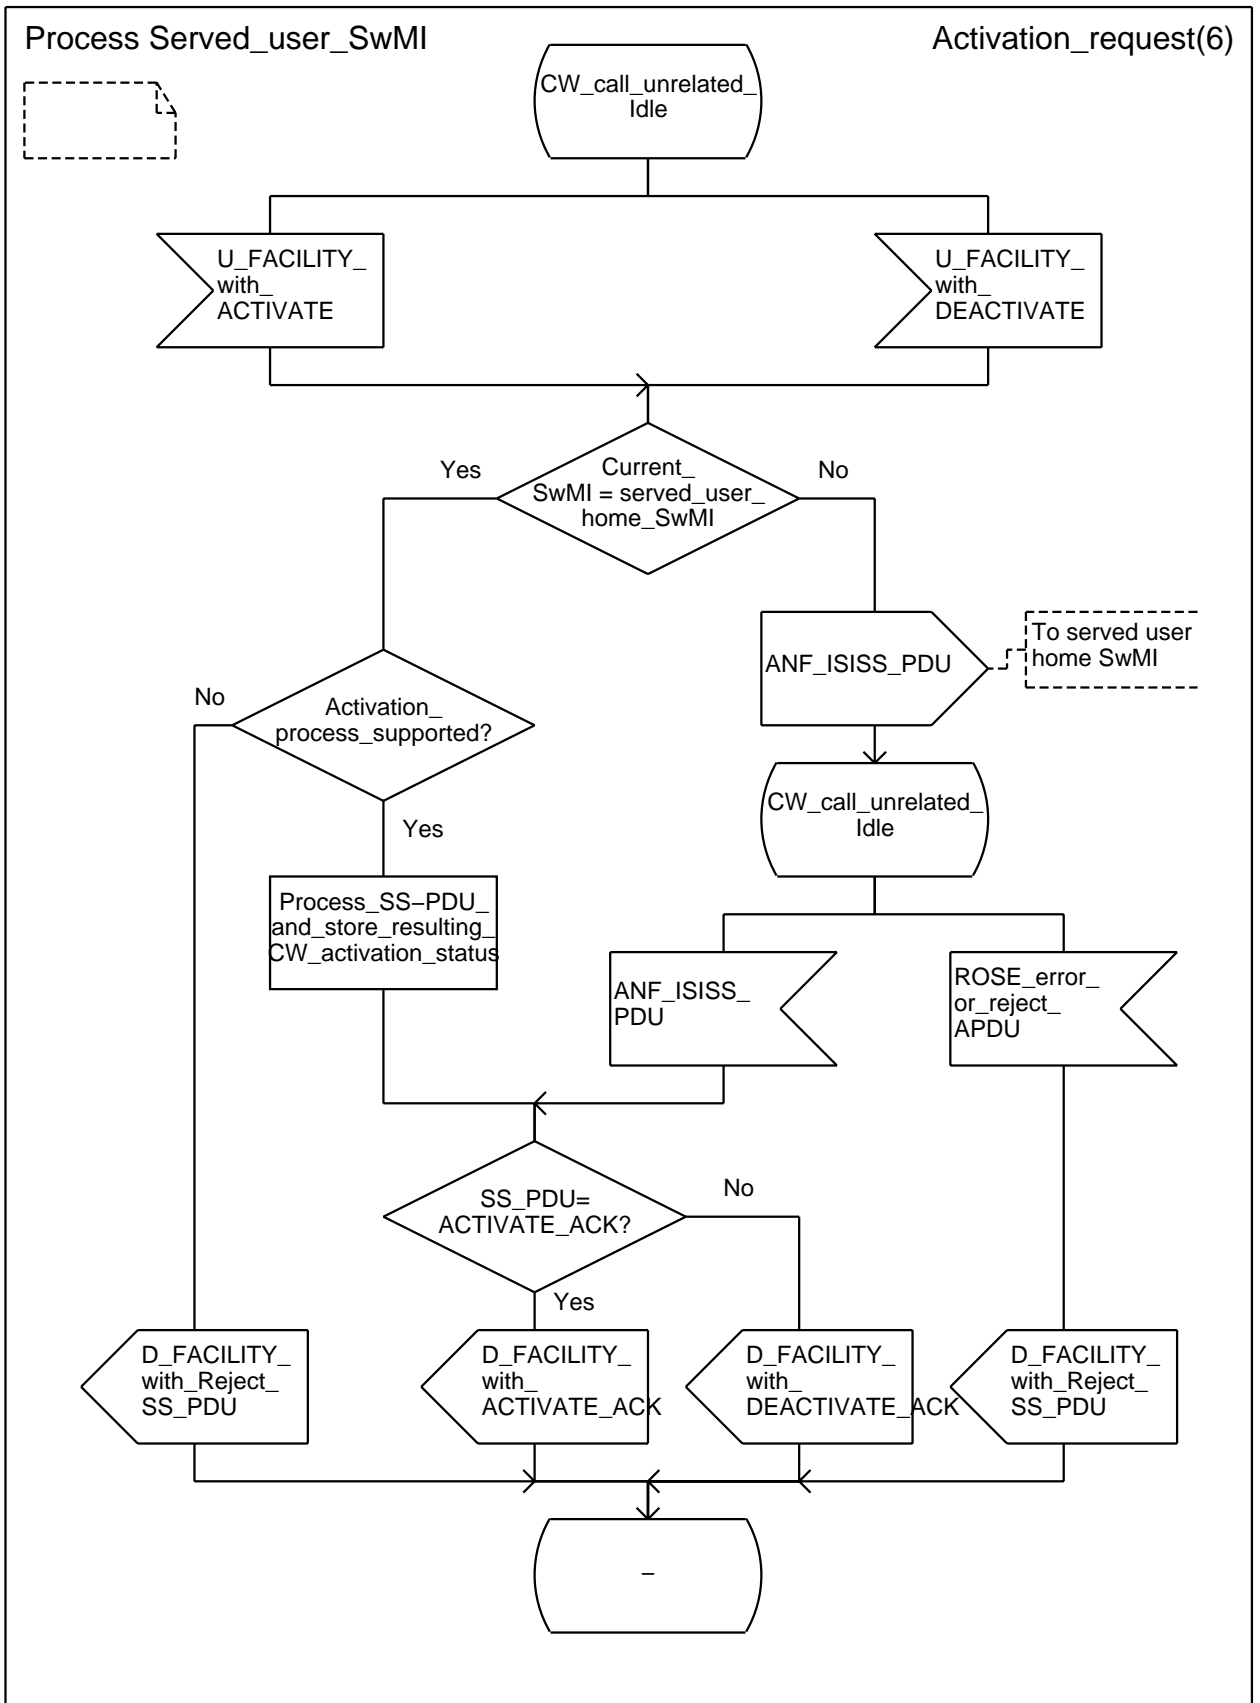 Process Served_user_SwMI
Activation_request(6)
CW_call_unrelated_
Idle
U_FACILITY_
with_
ACTIVATE
U_FACILITY_
with_
DEACTIVATE
Yes
Current_
SwMI = served_user_
home_SwMI
No
ANF_ISISS_PDU
To served user
home SwMI
No
Activation_
process_supported?
Yes
CW_call_unrelated_
Idle
Process_SS−PDU_
and_store_resulting_
CW_activation_status
ANF_ISISS_
PDU
ROSE_error_
or_reject_
APDU
SS_PDU=
ACTIVATE_ACK?
No
Yes
D_FACILITY_
with_Reject_
SS_PDU
D_FACILITY_
with_
ACTIVATE_ACK
D_FACILITY_
with_
DEACTIVATE_ACK
D_FACILITY_
with_Reject_
SS_PDU
−